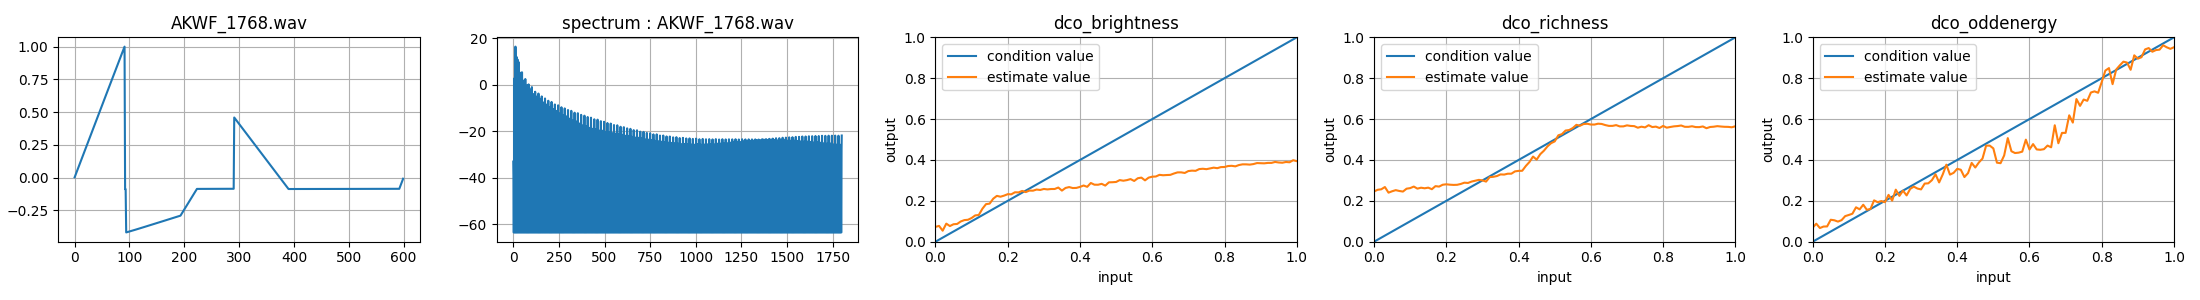 AKWF_1768.wav
1.00
0.75
0.50
0.25
0.00
−0.25
0 100 200 300 400 500 600
spectrum : AKWF_1768.wav
20
0
−20
−40
−60
0 250 500 750 1000 1250 1500 1750
dco_brightness
condition value
estimate value
output
1.0
0.8
0.6
0.4
0.2
0.0
0.0 0.2 0.4 0.6 0.8 1.0
input
dco_richness
condition value
estimate value
output
1.0
0.8
0.6
0.4
0.2
0.0
0.0 0.2 0.4 0.6 0.8 1.0
input
dco_oddenergy
condition value
estimate value
output
1.0
0.8
0.6
0.4
0.2
0.0
0.0 0.2 0.4 0.6 0.8 1.0
input